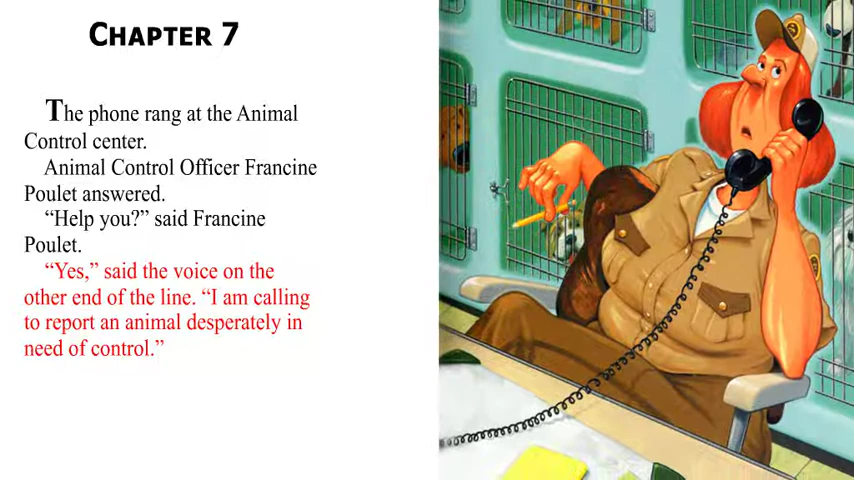 CHAPTER 7
The phone rang at the Animal
Control center.
Animal Control Officer Francine
Poulet answered.
“Help you?” said Francine
Poulet.
“Yes,” said the voice on the
other end of the line. “I am calling
to report an animal desperately in
need of control.”